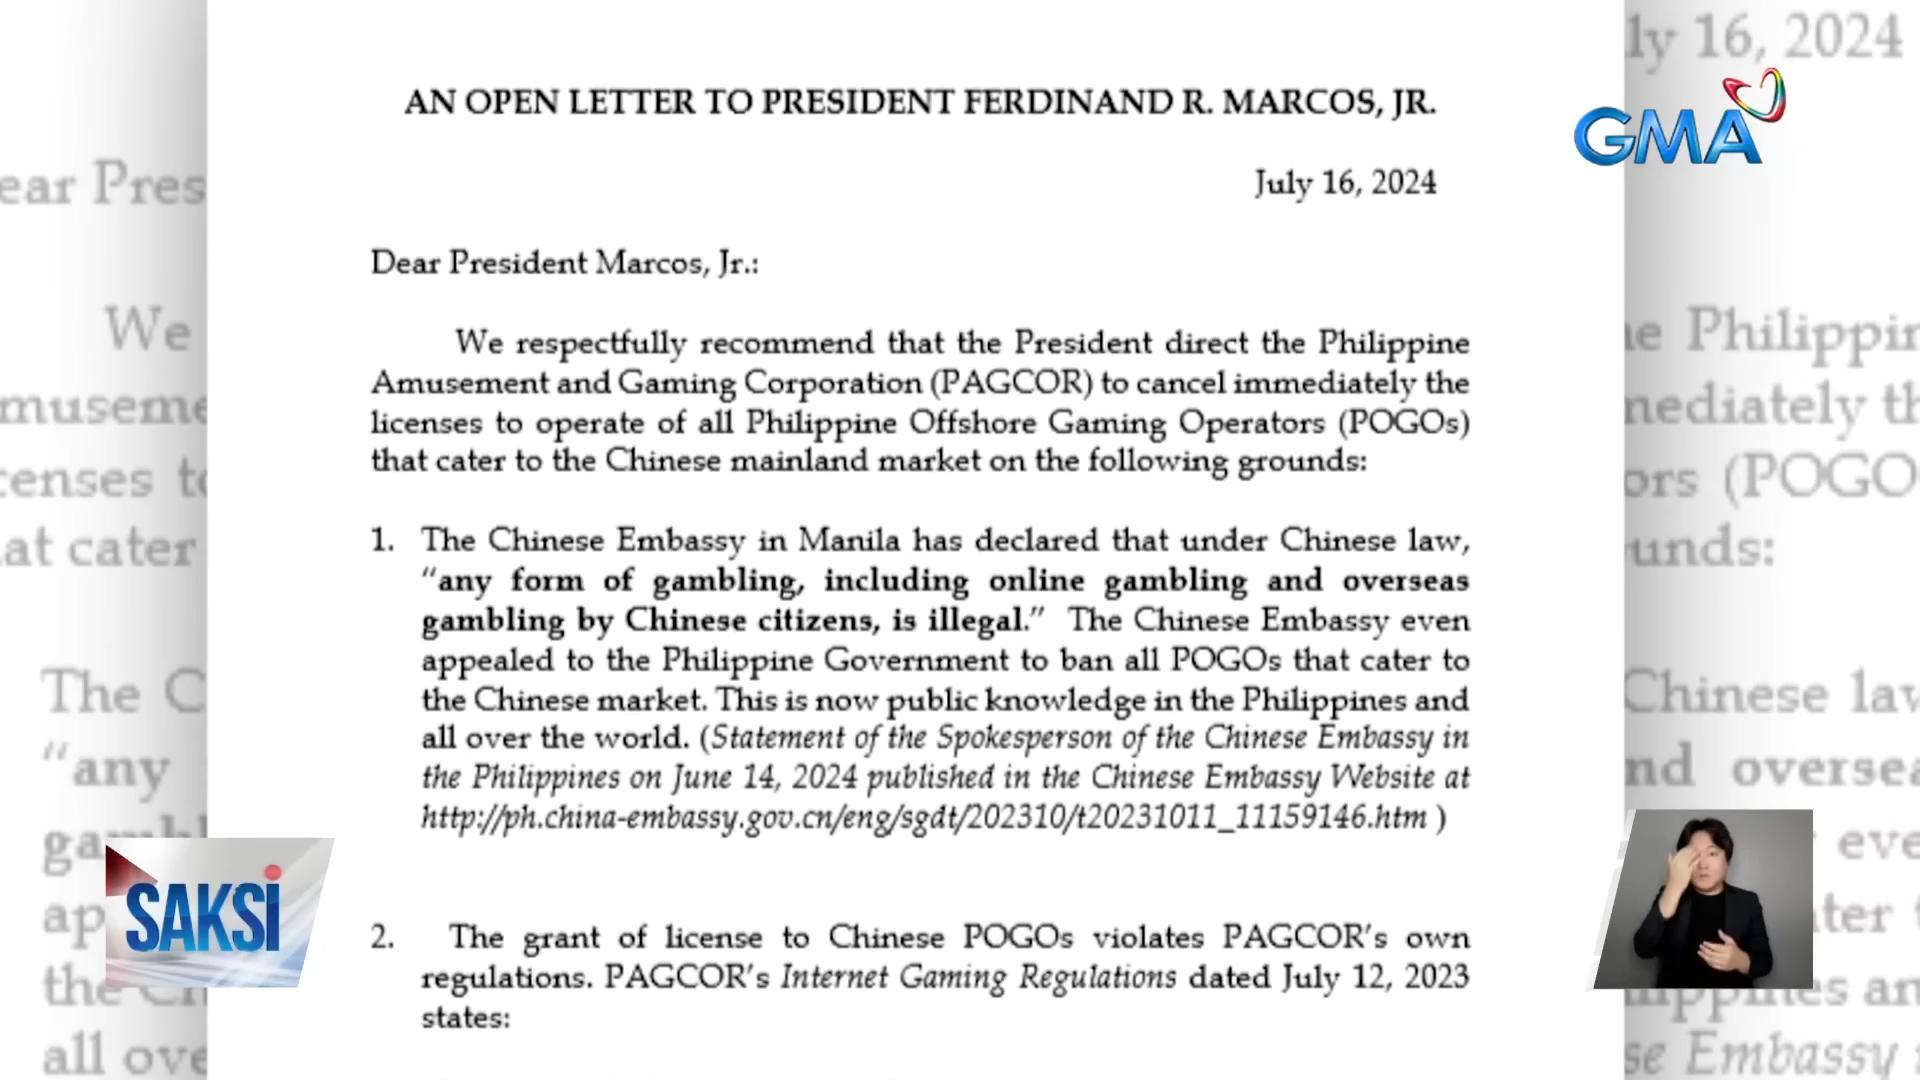 AN OPEN LETTER TO PRESIDENT FERDINAND R. MARCOS, JR.
July 16, 2024
Dear President Marcos, Jr.:
We respectfully recommend that the President direct the Philippine
Amusement and Gaming Corporation (PAGCOR) to cancel immediately the
licenses to operate of all Philippine Offshore Gaming Operators (POGOs)
that cater to the Chinese mainland market on the following grounds:
1. The Chinese Embassy in Manila has declared that under Chinese law,
“any form of gambling, including online gambling and overseas
gambling by Chinese citizens, is illegal.” The Chinese Embassy even
appealed to the Philippine Government to ban all POGOs that cater to
the Chinese market. This is now public knowledge in the Philippines and
all over the world. (Statement of the Spokesperson of the Chinese Embassy in
the Philippines on June 14, 2024 published in the Chinese Embassy Website at
http://ph.china-embassy.gov.cn/eng/sgdt/202310/t20231011_11159146.htm )
2. The grant of license to Chinese POGOs violates PAGCOR’s own
regulations. PAGCOR’s Internet Gaming Regulations dated July 12, 2023
states:
GMA
SAKSI